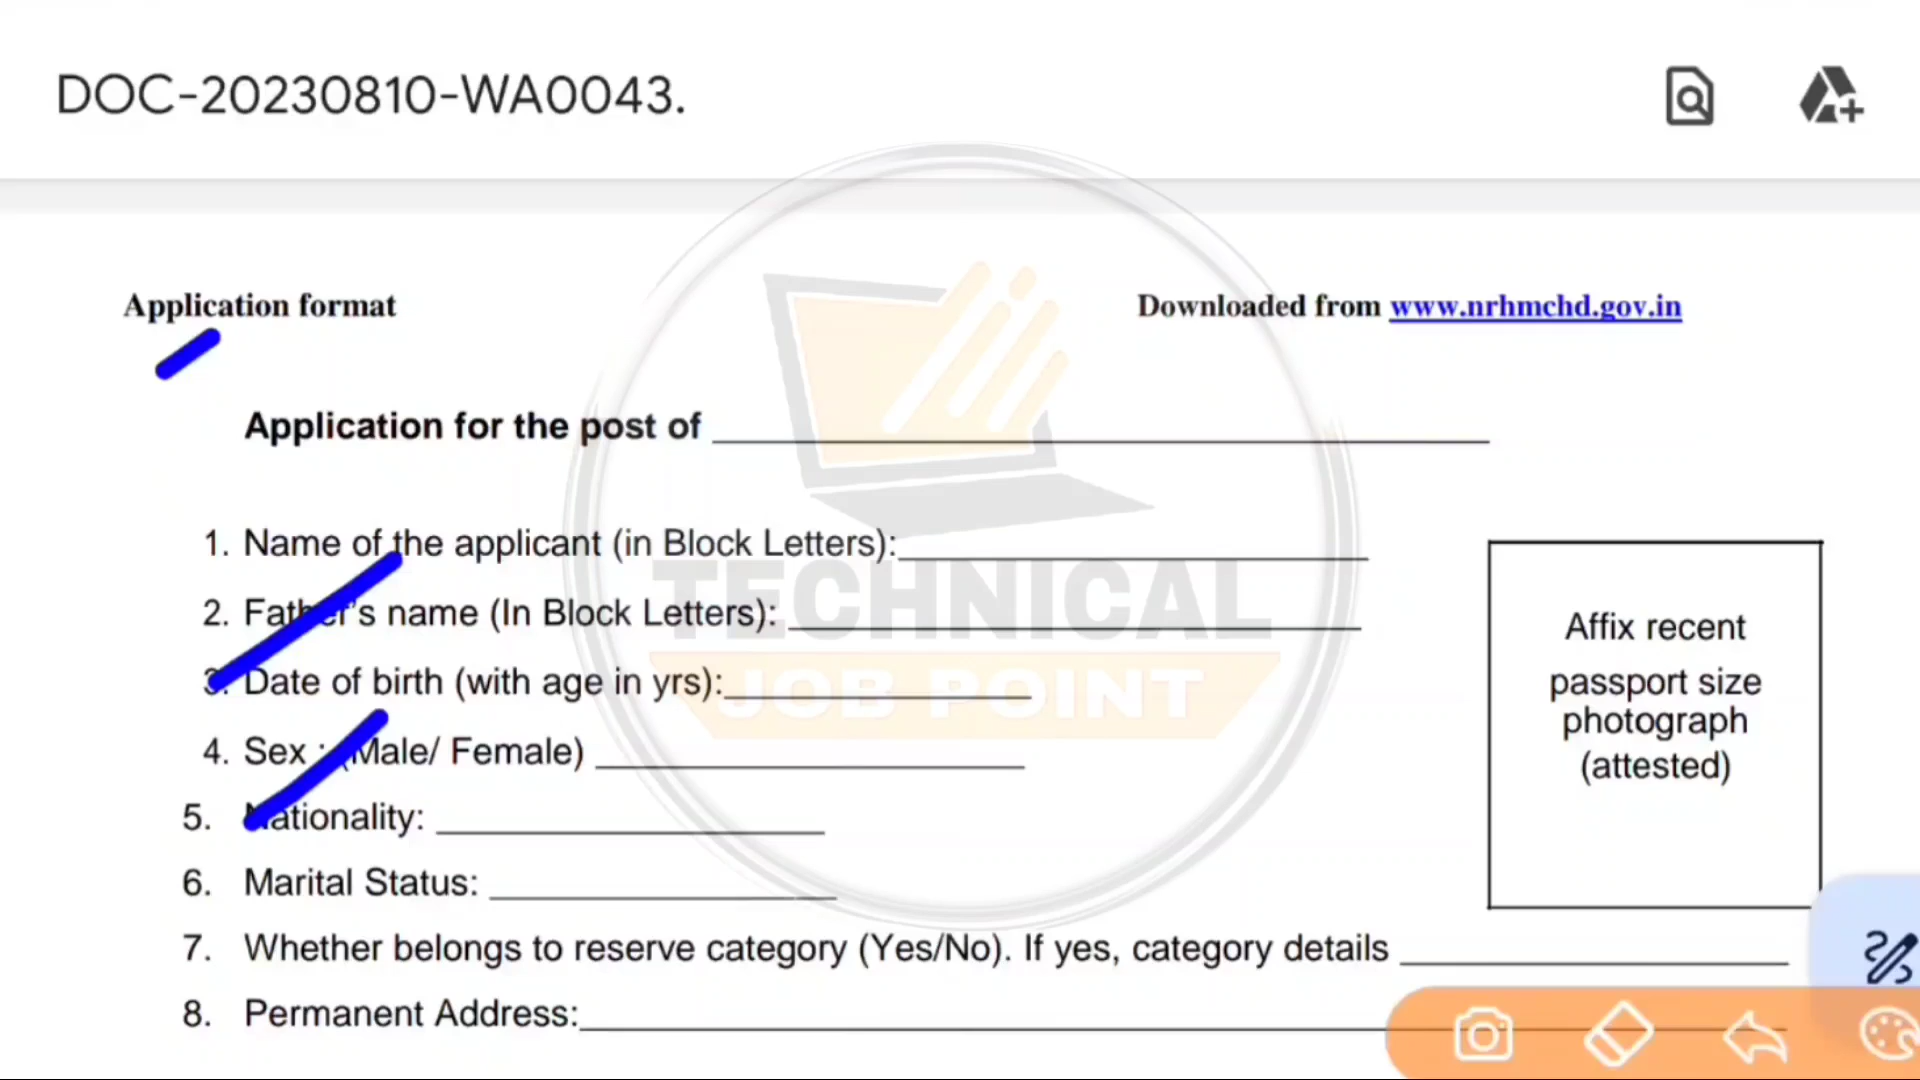 DOC-20230810-WA0043.
Application format
Downloaded from www.nrhmchd.gov.in
Application for the post of
1. Name of the applicant (in Block Letters):
2. Father's name (In Block Letters):
3. Date of birth (with age in yrs):
4. Sex : (Male/ Female)
5. Nationality:
6. Marital Status:
7. Whether belongs to reserve category (Yes/No). If yes, category details
8. Permanent Address:
Affix recent
passport size
photograph
(attested)
TECHNICAL
JOB POINT